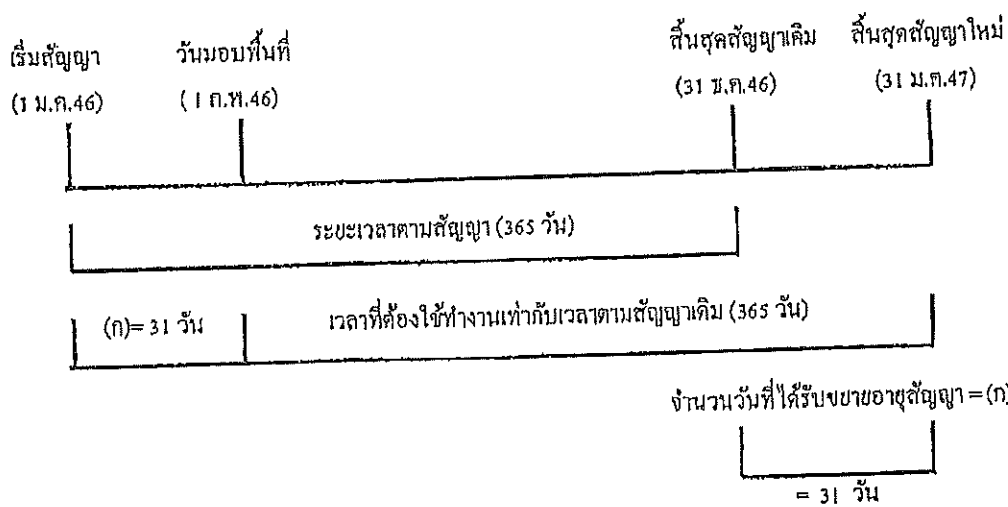 เริ่มสัญญา วันมอบพื้นที่ สิ้นสุดสัญญาเดิม สิ้นสุดสัญญาใหม่
(1 ม.ค.46) (1 ก.พ.46) (31 ธ.ค.46) (31 ม.ค.47)
ระยะเวลาตามสัญญา (365 วัน)
(ก)= 31 วัน เวลาที่ต้องใช้ทำงานเท่ากับเวลาตามสัญญาเดิม (365 วัน)
จำนวนวันที่ได้รับขยายอายุสัญญา = (ก)
= 31 วัน